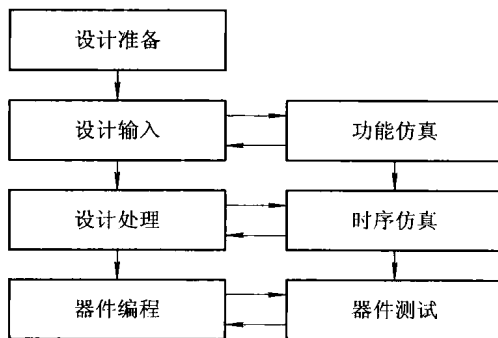 设计准备
设计输入
功能仿真
设计处理
时序仿真
器件编程
器件测试